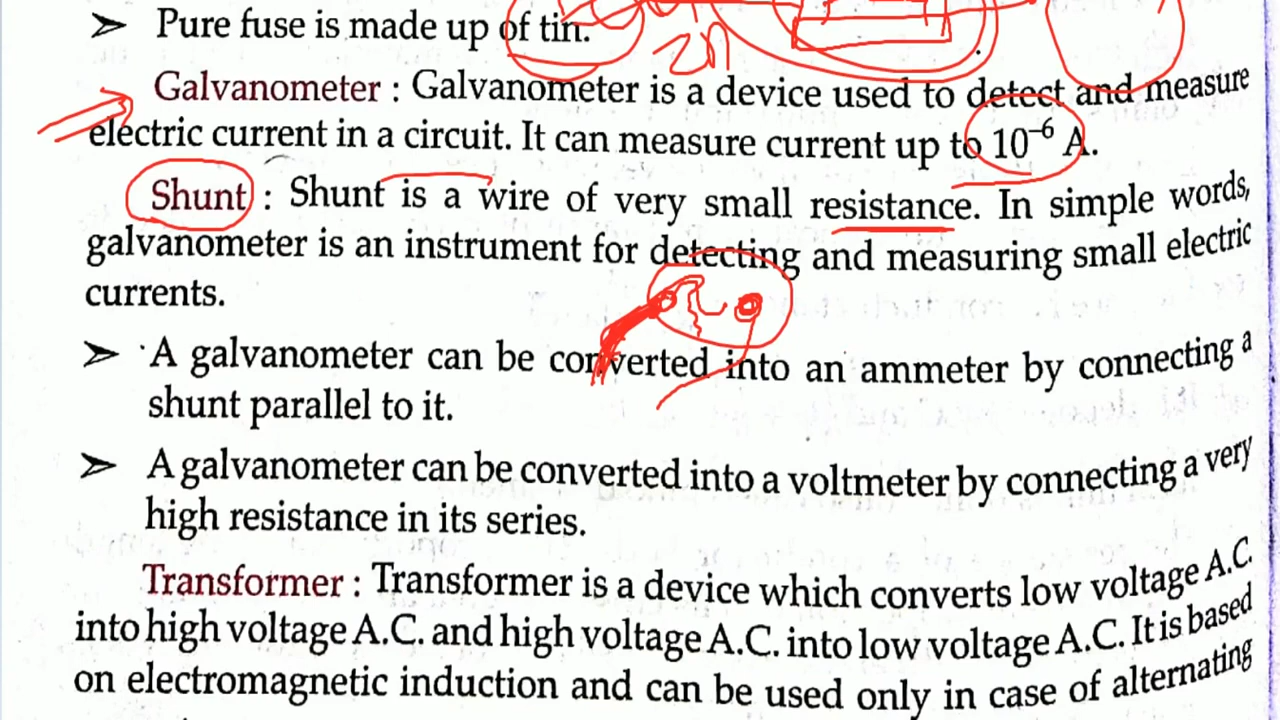 ➤ Pure fuse is made up of tin.
zn
Galvanometer : Galvanometer is a device used to detect and measure
electric current in a circuit. It can measure current up to 10⁻⁶ A.
Shunt : Shunt is a wire of very small resistance. In simple words,
galvanometer is an instrument for detecting and measuring small electric
currents.
➤ A galvanometer can be converted into an ammeter by connecting a
shunt parallel to it.
➤ A galvanometer can be converted into a voltmeter by connecting a very
high resistance in its series.
Transformer : Transformer is a device which converts low voltage A.C.
into high voltage A.C. and high voltage A.C. into low voltage A.C. It is based
on electromagnetic induction and can be used only in case of alternating